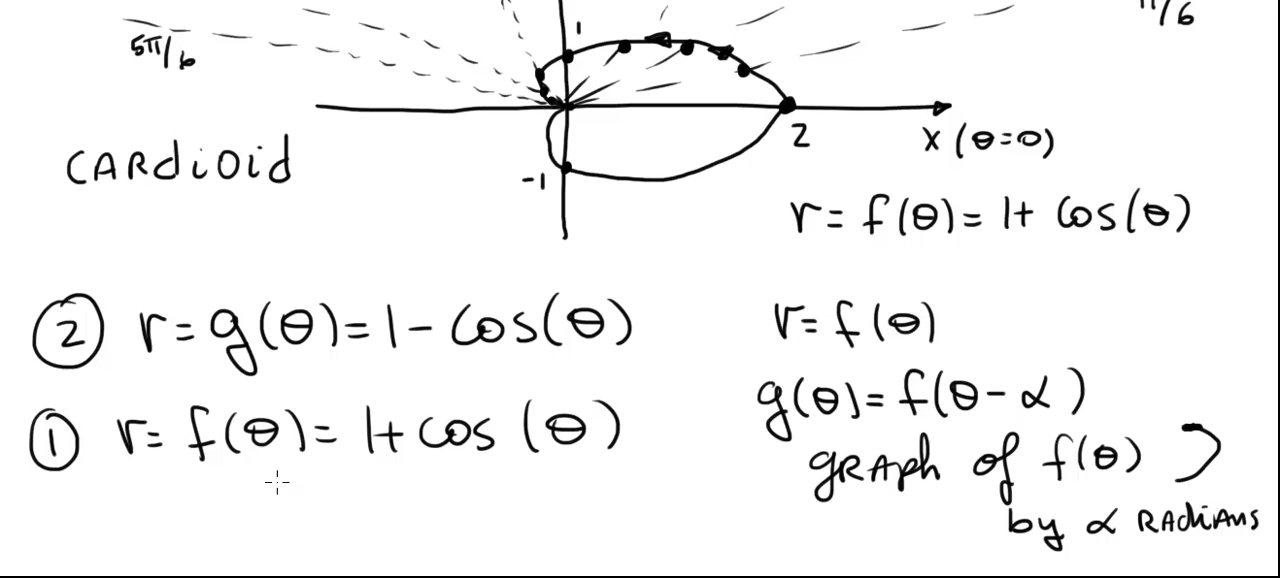 π/6
5π/6
1
2
x (θ=0)
CARdiOid
-1
r = f(θ) = 1 + cos(θ)
② r = g(θ) = 1 - cos(θ)
① r = f(θ) = 1 + cos (θ)
r = f(θ)
g(θ) = f(θ - α)
GRAPh of f(θ)
by α RAdiANs